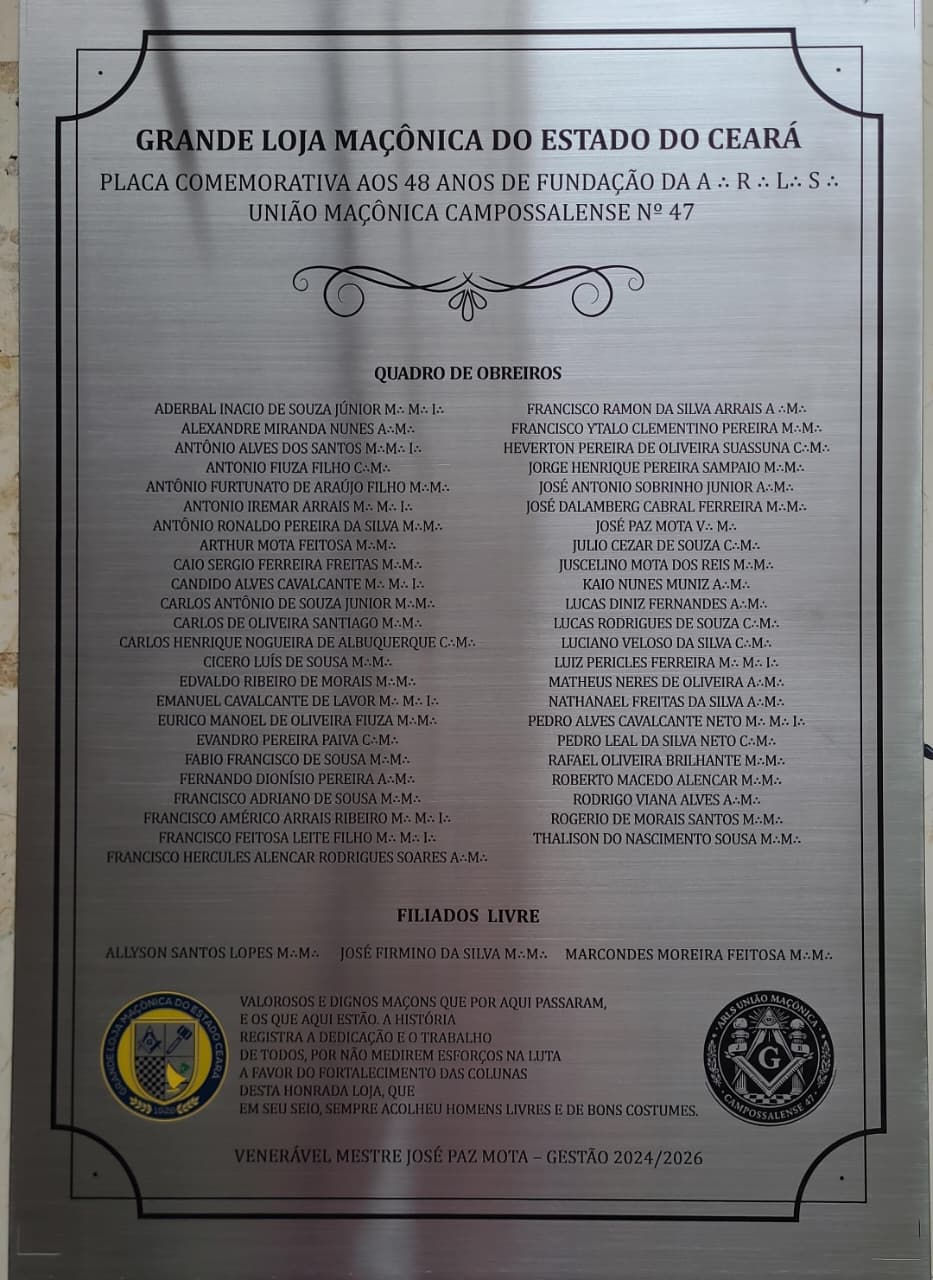 GRANDE LOJA MAÇÔNICA DO ESTADO DO CEARÁ
PLACA COMEMORATIVA AOS 48 ANOS DE FUNDAÇÃO DA A ∴ R ∴ L∴ S ∴
UNIÃO MAÇÔNICA CAMPOSSALENSE Nº 47
QUADRO DE OBREIROS
ADERBAL INACIO DE SOUZA JÚNIOR M∴ M∴ I∴
ALEXANDRE MIRANDA NUNES A∴M∴
ANTÔNIO ALVES DOS SANTOS M∴M∴ I∴
ANTONIO FIUZA FILHO C∴M∴
ANTÔNIO FURTUNATO DE ARAÚJO FILHO M∴M∴
ANTONIO IREMAR ARRAIS M∴ M∴ I∴
ANTÔNIO RONALDO PEREIRA DA SILVA M∴M∴
ARTHUR MOTA FEITOSA M∴M∴
CAIO SERGIO FERREIRA FREITAS M∴M∴
CANDIDO ALVES CAVALCANTE M∴ M∴ I∴
CARLOS ANTÔNIO DE SOUZA JUNIOR M∴M∴
CARLOS DE OLIVEIRA SANTIAGO M∴M∴
CARLOS HENRIQUE NOGUEIRA DE ALBUQUERQUE C∴M∴
CICERO LUÍS DE SOUSA M∴M∴
EDVALDO RIBEIRO DE MORAIS M∴M∴
EMANUEL CAVALCANTE DE LAVOR M∴ M∴ I∴
EURICO MANOEL DE OLIVEIRA FIUZA M∴M∴
EVANDRO PEREIRA PAIVA C∴M∴
FABIO FRANCISCO DE SOUSA M∴M∴
FERNANDO DIONÍSIO PEREIRA A∴M∴
FRANCISCO ADRIANO DE SOUSA M∴M∴
FRANCISCO AMÉRICO ARRAIS RIBEIRO M∴ M∴ I∴
FRANCISCO FEITOSA LEITE FILHO M∴ M∴ I∴
FRANCISCO HERCULES ALENCAR RODRIGUES SOARES A∴M∴
FRANCISCO RAMON DA SILVA ARRAIS A ∴M∴
FRANCISCO YTALO CLEMENTINO PEREIRA M∴M∴
HEVERTON PEREIRA DE OLIVEIRA SUASSUNA C∴M∴
JORGE HENRIQUE PEREIRA SAMPAIO M∴M∴
JOSÉ ANTONIO SOBRINHO JUNIOR A∴M∴
JOSÉ DALAMBERG CABRAL FERREIRA M∴M∴
JOSÉ PAZ MOTA V∴ M∴
JULIO CEZAR DE SOUZA C∴M∴
JUSCELINO MOTA DOS REIS M∴M∴
KAIO NUNES MUNIZ A∴M∴
LUCAS DINIZ FERNANDES A∴M∴
LUCAS RODRIGUES DE SOUZA C∴M∴
LUCIANO VELOSO DA SILVA C∴M∴
LUIZ PERICLES FERREIRA M∴ M∴ I∴
MATHEUS NERES DE OLIVEIRA A∴M∴
NATHANAEL FREITAS DA SILVA A∴M∴
PEDRO ALVES CAVALCANTE NETO M∴ M∴ I∴
PEDRO LEAL DA SILVA NETO C∴M∴
RAFAEL OLIVEIRA BRILHANTE M∴M∴
ROBERTO MACEDO ALENCAR M∴M∴
RODRIGO VIANA ALVES A∴M∴
ROGERIO DE MORAIS SANTOS M∴M∴
THALISON DO NASCIMENTO SOUSA M∴M∴
FILIADOS LIVRE
ALLYSON SANTOS LOPES M∴M∴ JOSÉ FIRMINO DA SILVA M∴M∴ MARCONDES MOREIRA FEITOSA M∴M∴
GRANDE LOJA MAÇÔNICA DO ESTADO CEARÁ
1928
VALOROSOS E DIGNOS MAÇONS QUE POR AQUI PASSARAM,
E OS QUE AQUI ESTÃO. A HISTÓRIA
REGISTRA A DEDICAÇÃO E O TRABALHO
DE TODOS, POR NÃO MEDIREM ESFORÇOS NA LUTA
A FAVOR DO FORTALECIMENTO DAS COLUNAS
DESTA HONRADA LOJA, QUE
EM SEU SEIO, SEMPRE ACOLHEU HOMENS LIVRES E DE BONS COSTUMES.
ARLS UNIÃO MAÇÔNICA
J G B
CAMPOSSALENSE 47
VENERÁVEL MESTRE JOSÉ PAZ MOTA – GESTÃO 2024/2026